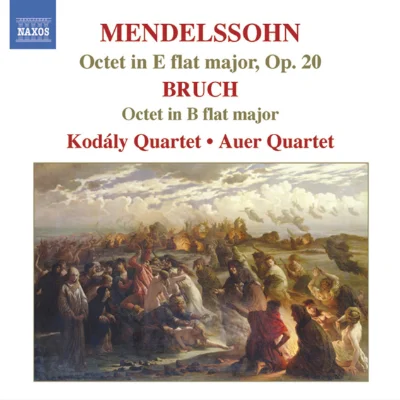 NAXOS
MENDELSSOHN
Octet in E flat major, Op. 20
BRUCH
Octet in B flat major
Kodály Quartet • Auer Quartet